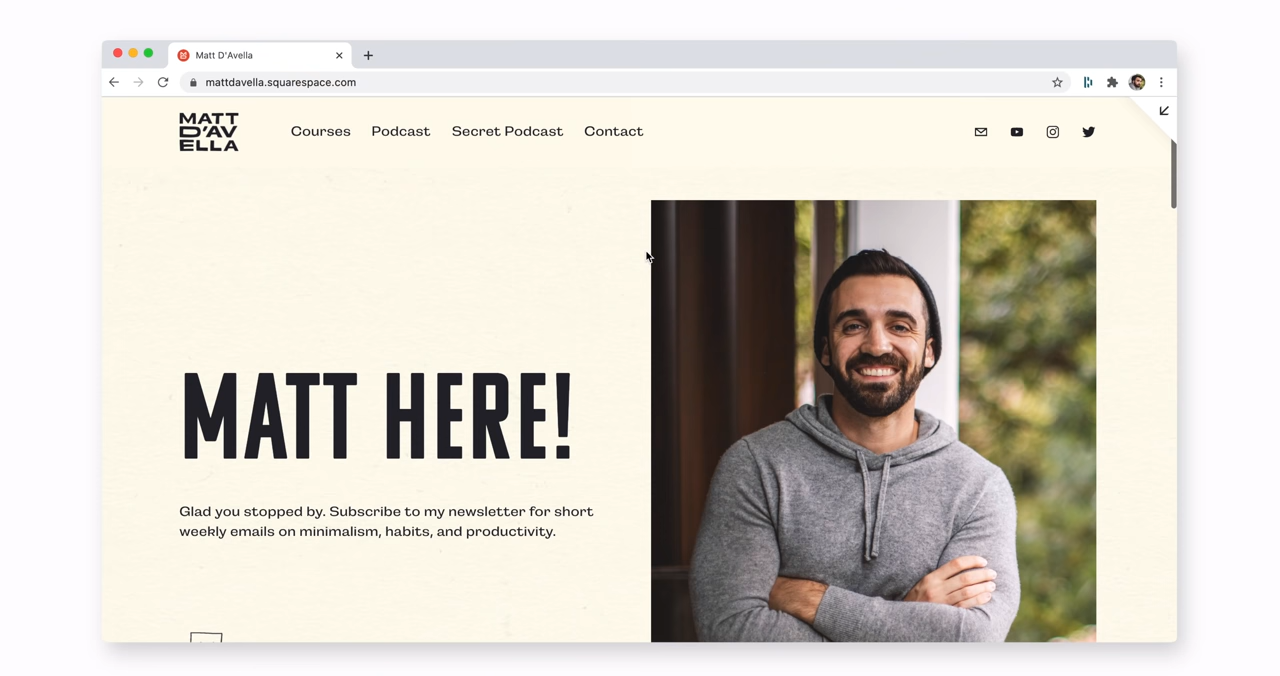 Matt D'Avella
mattdavella.squarespace.com
MATT
D'AV
ELLA
Courses Podcast Secret Podcast Contact
MATT HERE!
Glad you stopped by. Subscribe to my newsletter for short
weekly emails on minimalism, habits, and productivity.